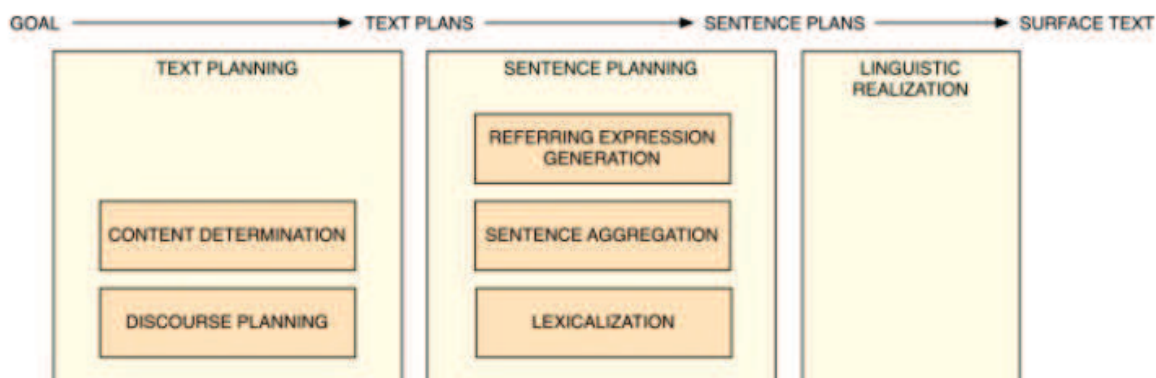 GOAL TEXT PLANS SENTENCE PLANS SURFACE TEXT
TEXT PLANNING
CONTENT DETERMINATION
DISCOURSE PLANNING
SENTENCE PLANNING
REFERRING EXPRESSION
GENERATION
SENTENCE AGGREGATION
LEXICALIZATION
LINGUISTIC
REALIZATION